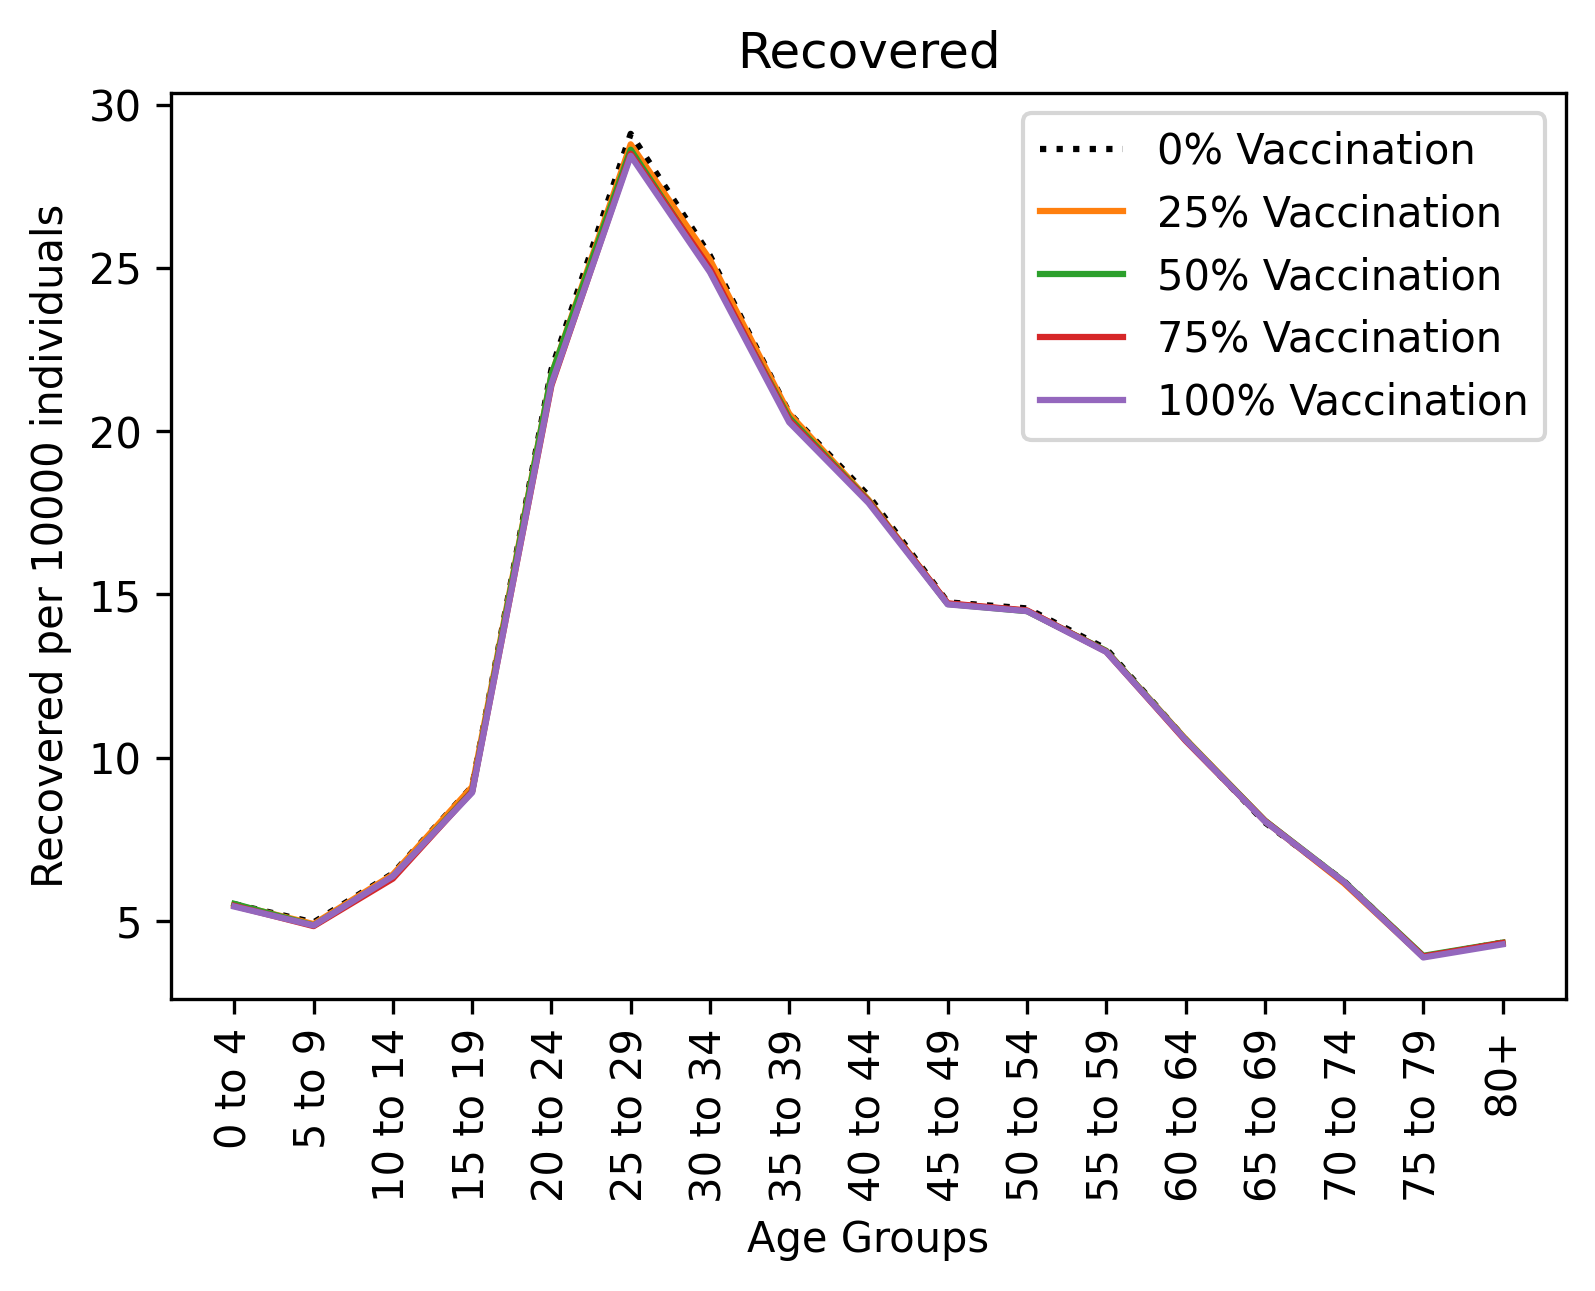 Recovered
30
25
20
15
10
5
Recovered per 10000 individuals
0% Vaccination
25% Vaccination
50% Vaccination
75% Vaccination
100% Vaccination
0 to 4
5 to 9
10 to 14
15 to 19
20 to 24
25 to 29
30 to 34
35 to 39
40 to 44
45 to 49
50 to 54
55 to 59
60 to 64
65 to 69
70 to 74
75 to 79
80+
Age Groups